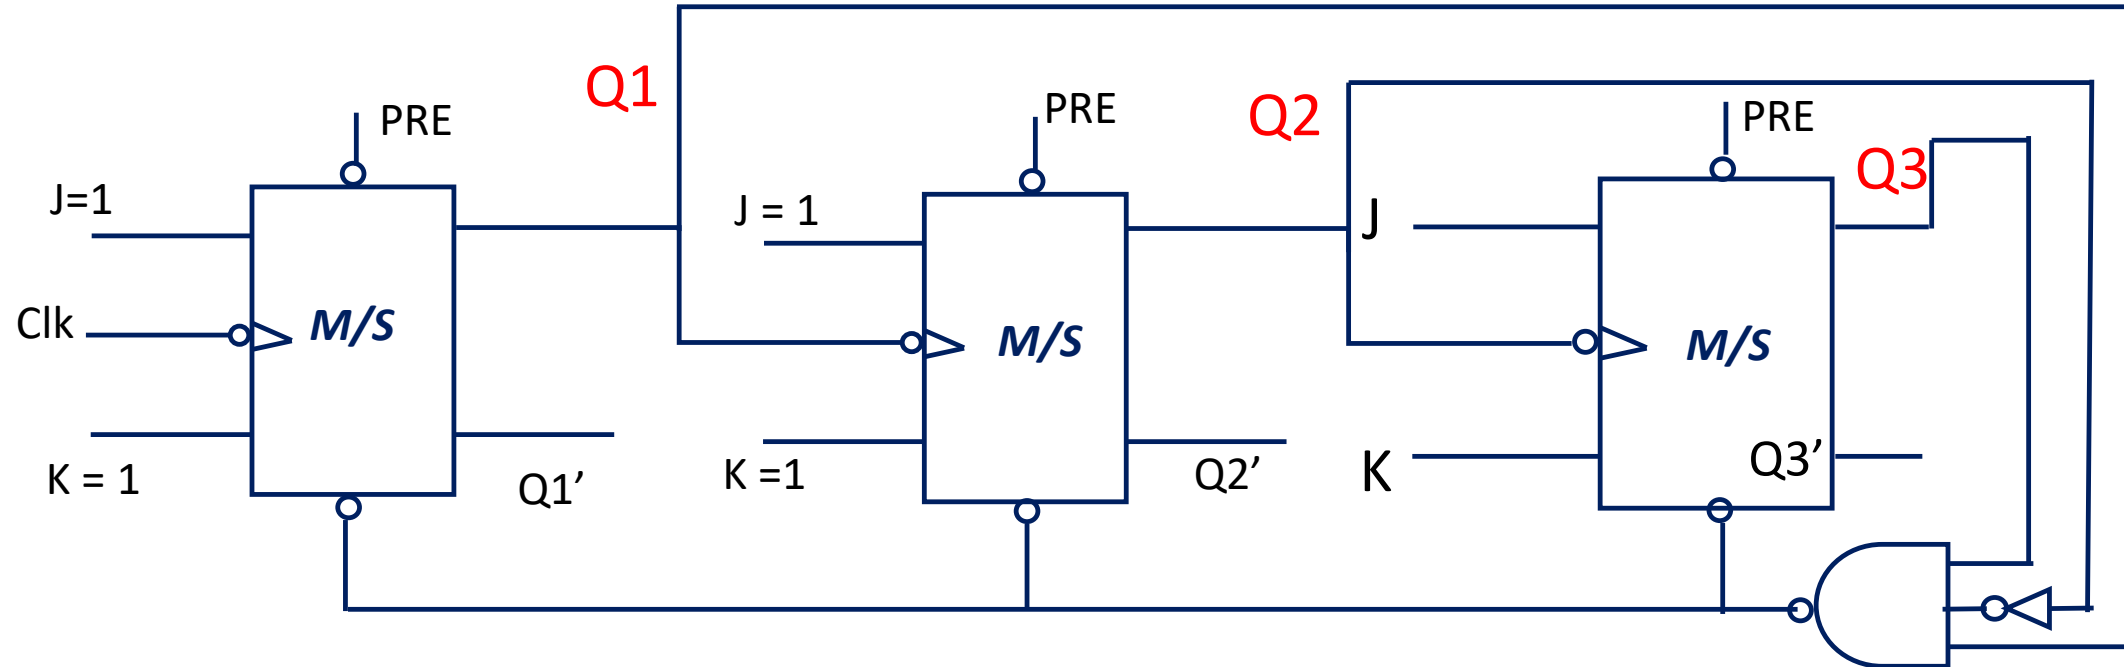 Q1
PRE
J=1
Clk
M/S
K = 1
Q1’
Q2
PRE
J = 1
M/S
K =1
Q2’
PRE
Q3
J
M/S
K
Q3’